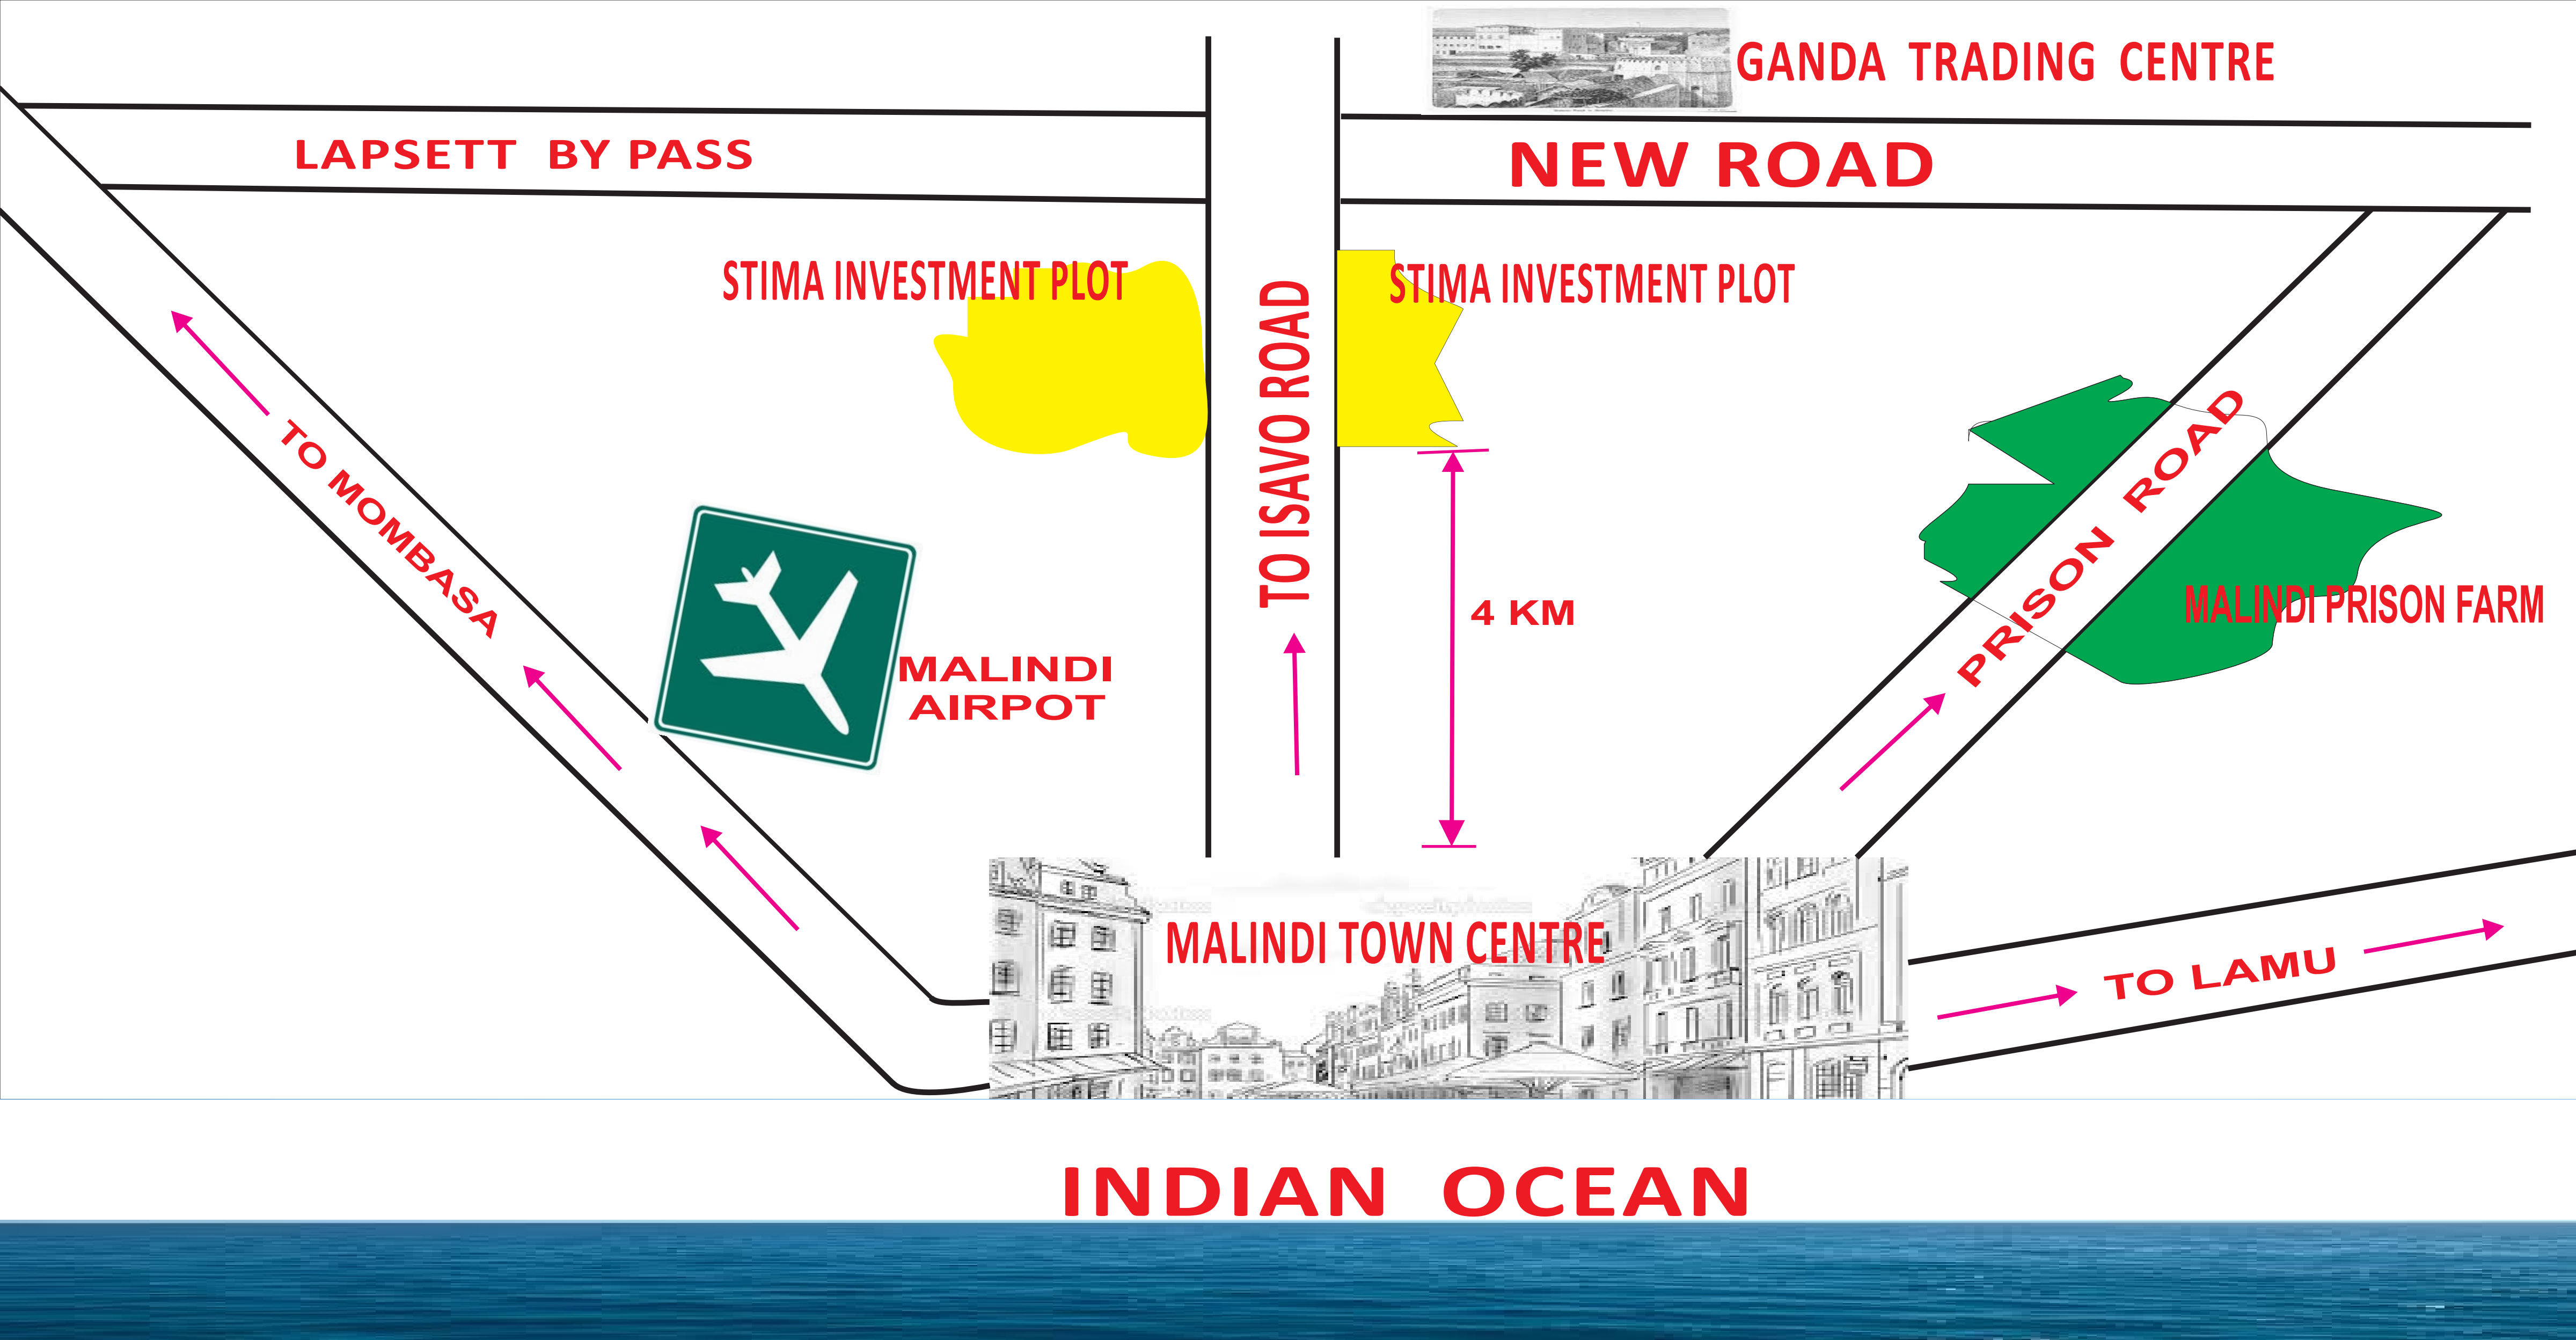 GANDA TRADING CENTRE
LAPSETT BY PASS
NEW ROAD
STIMA INVESTMENT PLOT
STIMA INVESTMENT PLOT
TO ISAVO ROAD
TO MOMBASA
PRISON ROAD
4 KM
MALINDI PRISON FARM
MALINDI
AIRPOT
MALINDI TOWN CENTRE
TO LAMU
INDIAN OCEAN